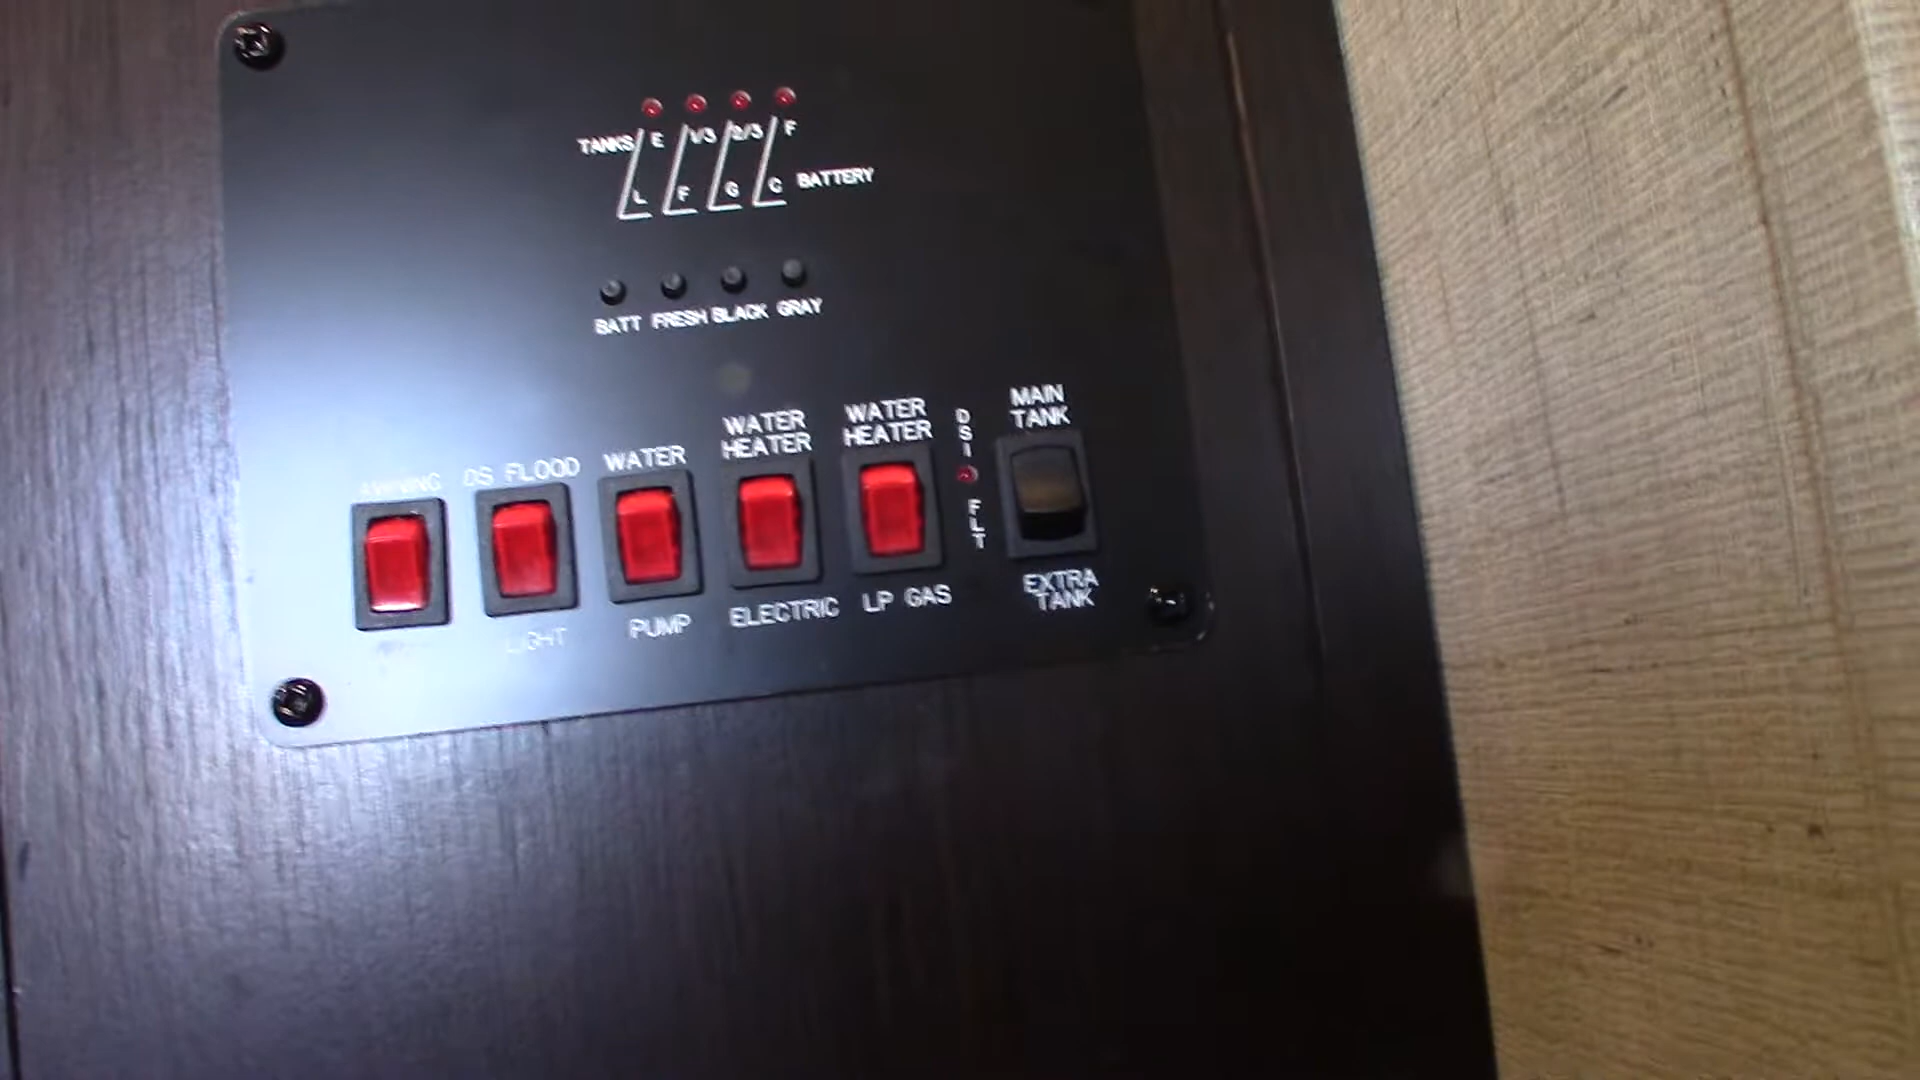 TANKS E 1/3 2/3 F
L F G C BATTERY
BATT FRESH BLACK GRAY
AWNING DS FLOOD WATER WATER HEATER WATER HEATER DSI MAIN TANK
LIGHT PUMP ELECTRIC LP GAS FLT EXTRA TANK